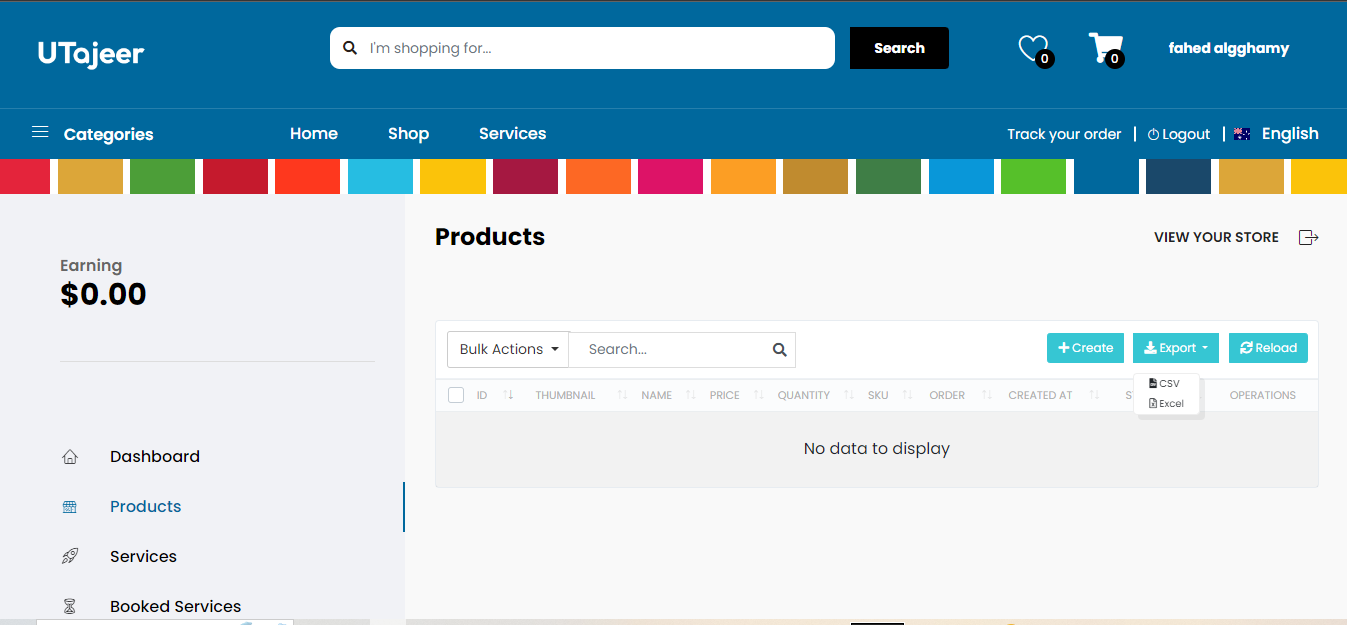 UTajeer
I'm shopping for...
Search
0
0
fahed algghamy
Categories
Home
Shop
Services
Track your order
Logout
English
Earning
$0.00
Products
VIEW YOUR STORE
Bulk Actions
Search...
Create
Export
Reload
CSV
Excel
ID
THUMBNAIL
NAME
PRICE
QUANTITY
SKU
ORDER
CREATED AT
OPERATIONS
No data to display
Dashboard
Products
Services
Booked Services